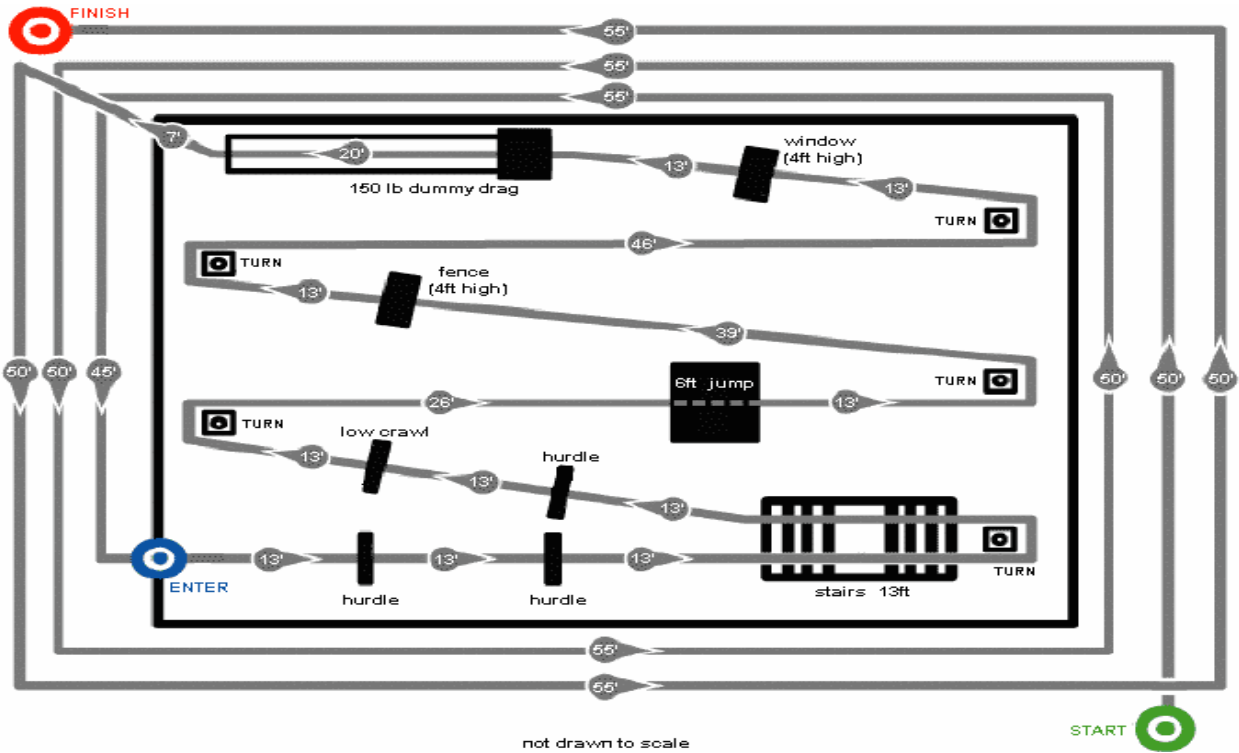 FINISH
55'
55'
55'
7'
20'
150 lb dummy drag
13'
window
(4ft high)
13'
TURN
46'
TURN
fence
(4ft high)
13'
39'
50'
50'
45'
6ft jump
TURN
50'
50'
50'
26'
13'
TURN
low crawl
13'
13'
hurdle
13'
13'
13'
13'
ENTER
hurdle
hurdle
stairs 13ft
TURN
55'
55'
START
not drawn to scale